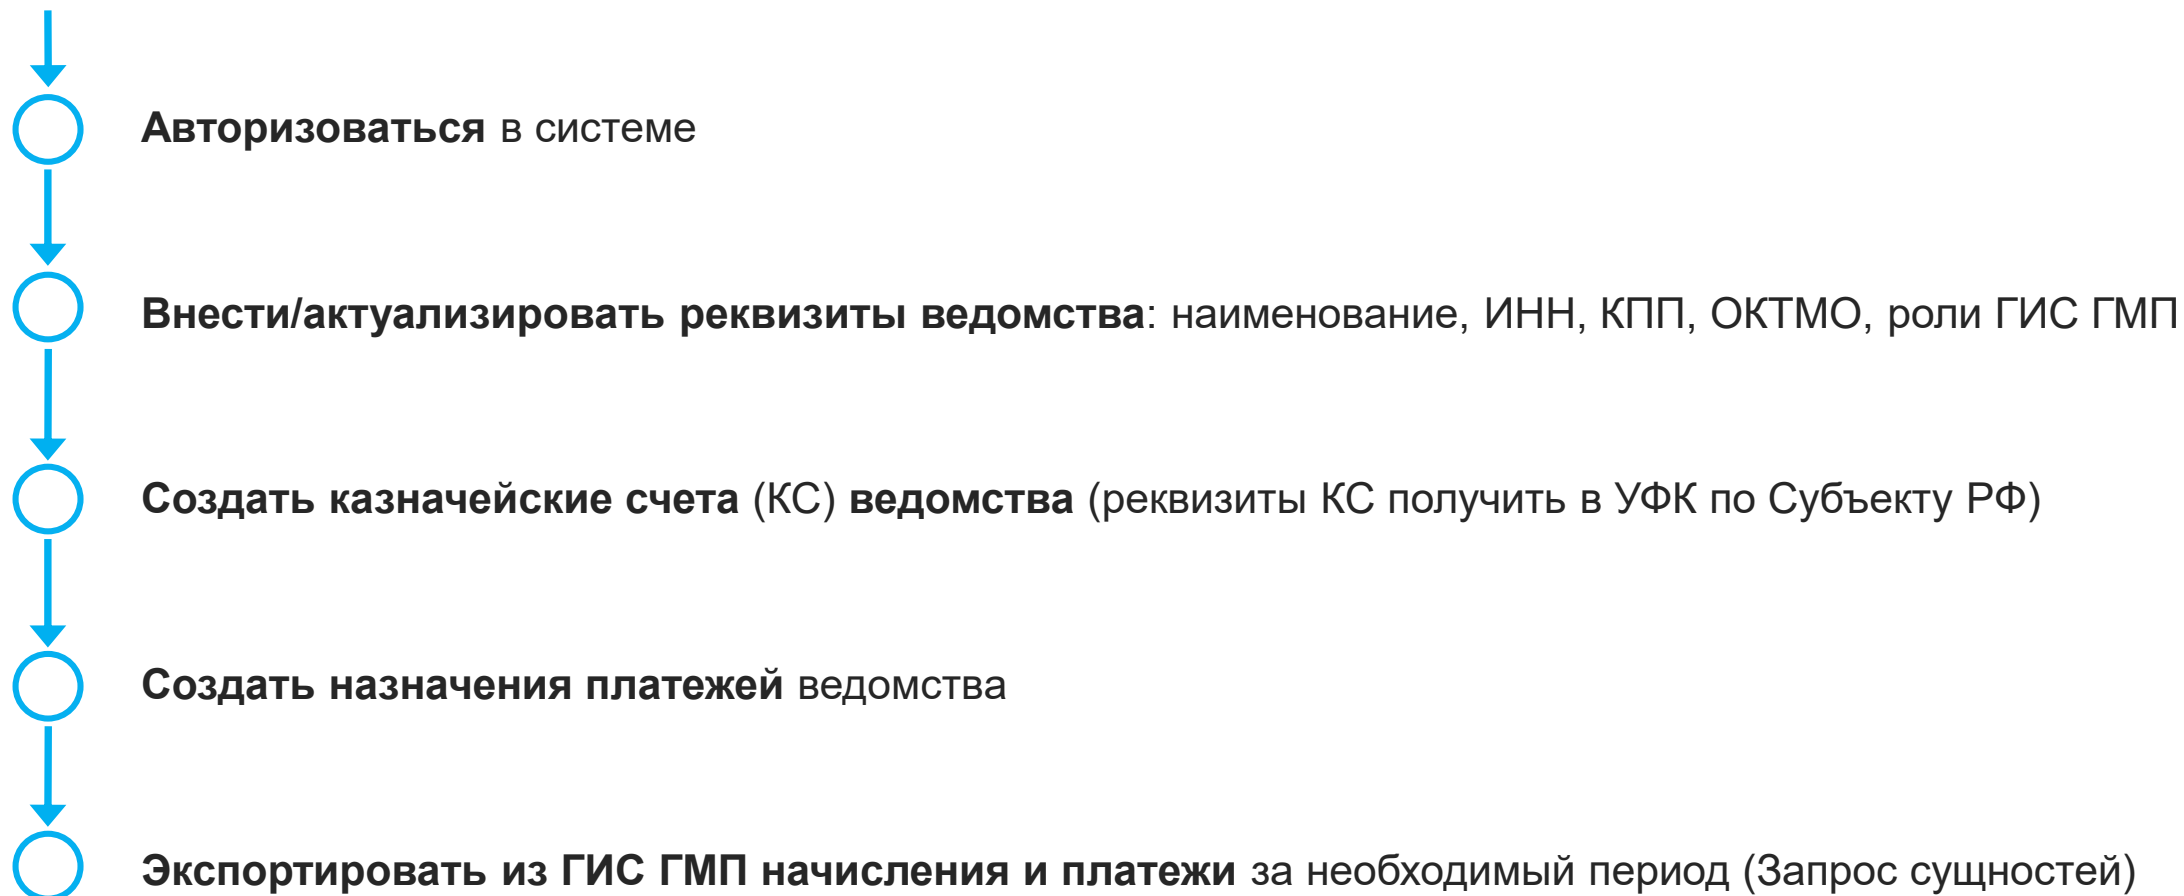 Авторизоваться в системе
Внести/актуализировать реквизиты ведомства: наименование, ИНН, КПП, ОКТМО, роли ГИС ГМП
Создать казначейские счета (КС) ведомства (реквизиты КС получить в УФК по Субъекту РФ)
Создать назначения платежей ведомства
Экспортировать из ГИС ГМП начисления и платежи за необходимый период (Запрос сущностей)